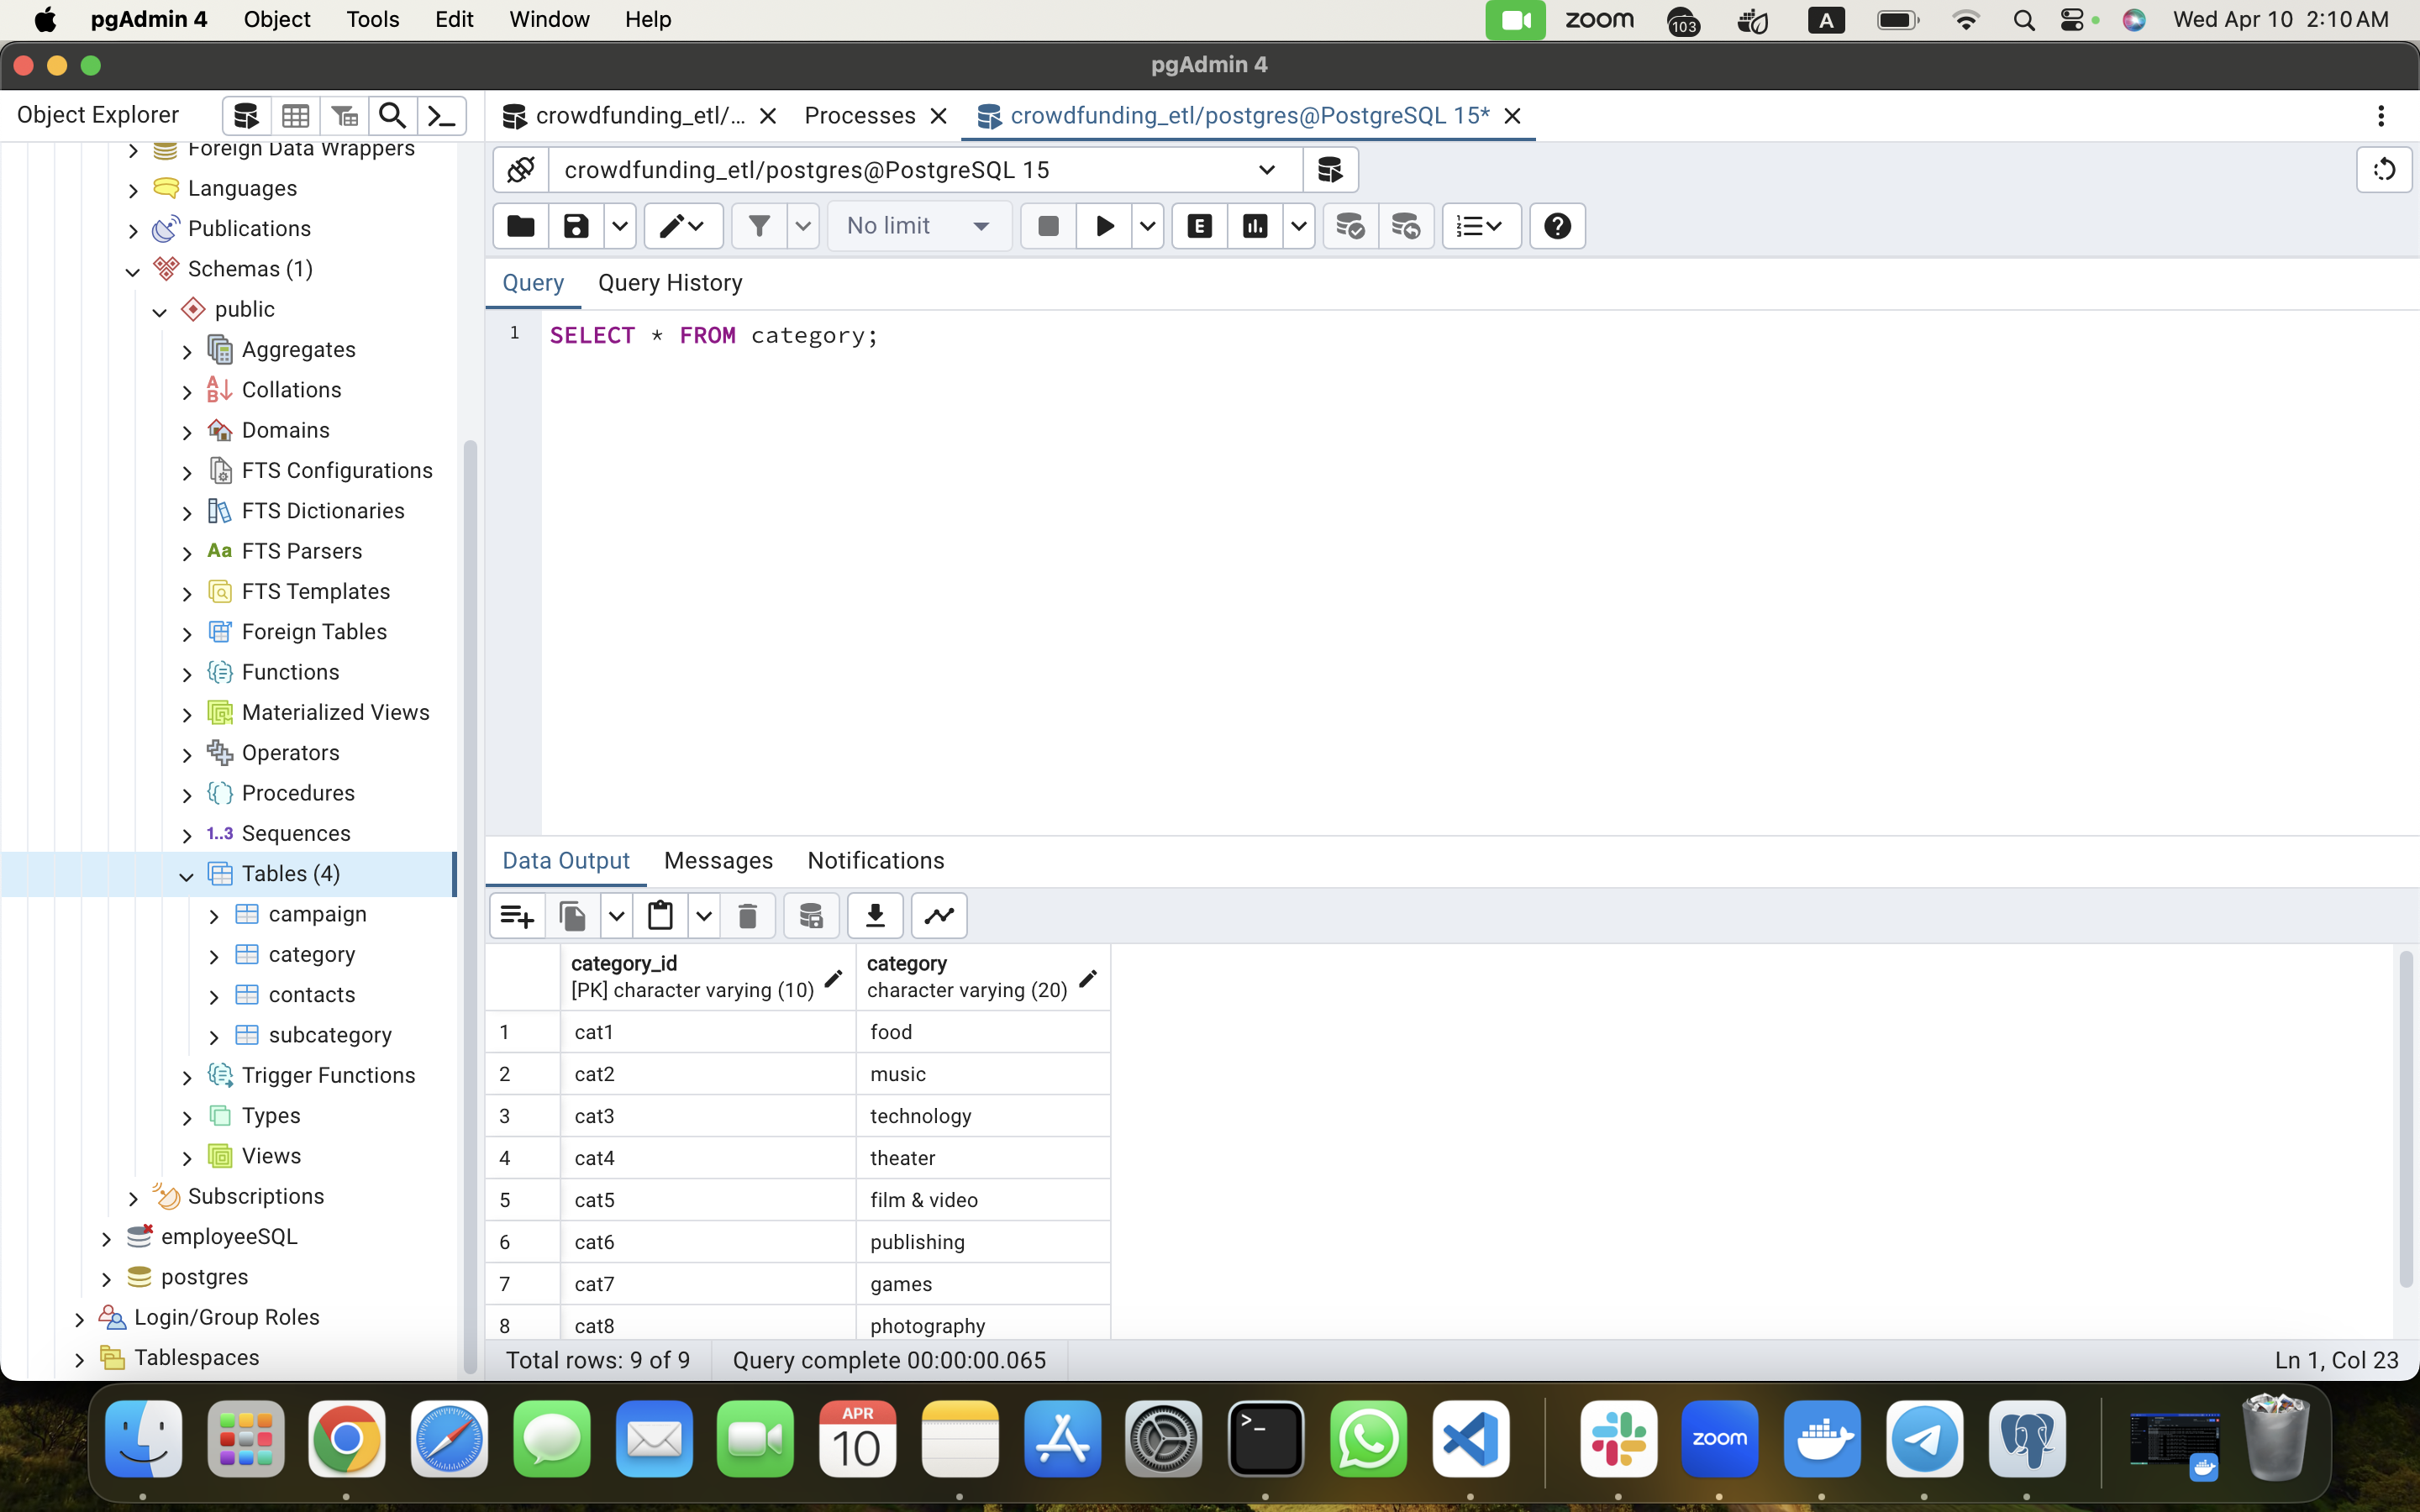 pgAdmin 4 Object Tools Edit Window Help zoom 103 A Wed Apr 10 2:10 AM
pgAdmin 4
Object Explorer
Foreign Data Wrappers
Languages
Publications
Schemas (1)
public
Aggregates
Collations
Domains
FTS Configurations
FTS Dictionaries
Aa FTS Parsers
FTS Templates
Foreign Tables
Functions
Materialized Views
Operators
Procedures
1..3 Sequences
Tables (4)
campaign
category
contacts
subcategory
Trigger Functions
Types
Views
Subscriptions
employeeSQL
postgres
Login/Group Roles
Tablespaces
crowdfunding_etl/... Processes crowdfunding_etl/postgres@PostgreSQL 15*
crowdfunding_etl/postgres@PostgreSQL 15
No limit E
Query Query History
1 SELECT * FROM category;
Data Output Messages Notifications
category_id category
[PK] character varying (10) character varying (20)
1 cat1 food
2 cat2 music
3 cat3 technology
4 cat4 theater
5 cat5 film & video
6 cat6 publishing
7 cat7 games
8 cat8 photography
Total rows: 9 of 9 Query complete 00:00:00.065 Ln 1, Col 23
APR
10
zoom